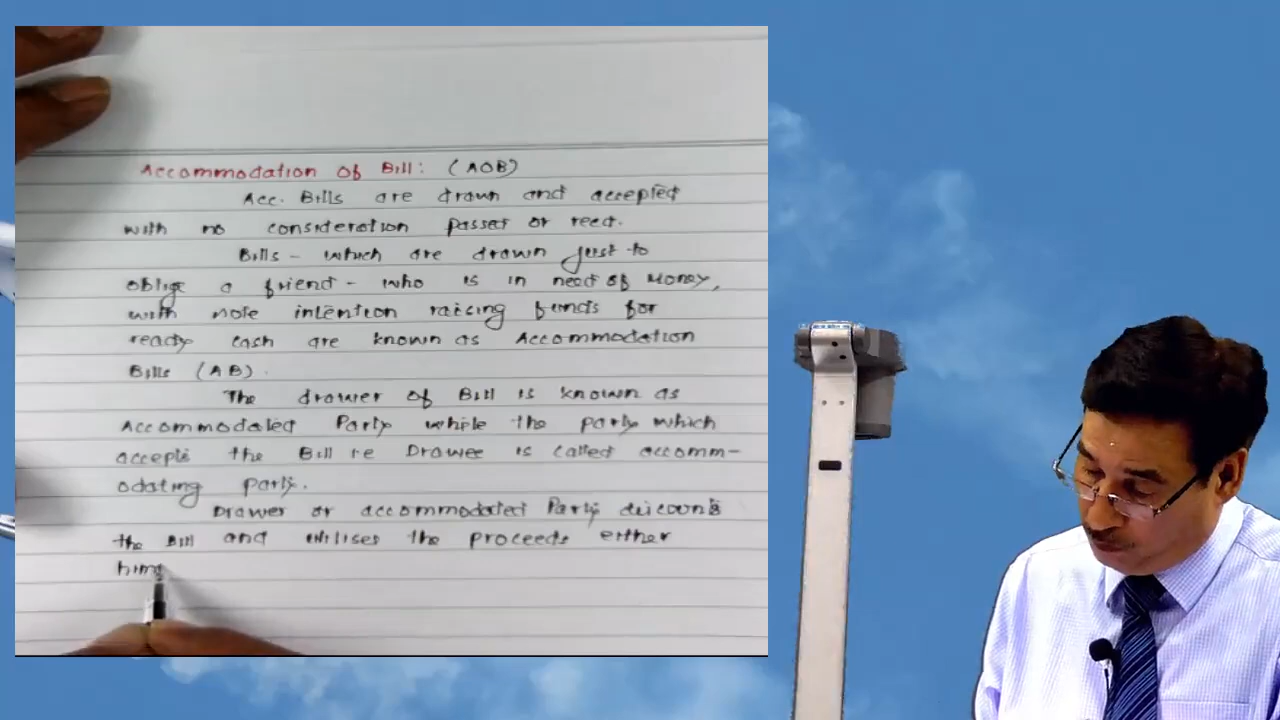 Accommodation of Bill: (AOB)
Acc. Bills are drawn and accepted
with no consideration passed or recd.
Bills - which are drawn just to
oblige a friend - who is in need of money,
with note intention raising funds for
ready cash are known as Accommodation
Bills (AB).
The drawer of Bill is known as
Accommodated Party while the party which
accepts the Bill ie Drawee is called accomm-
odating party.
Drawer or accommodated Party discounts
the Bill and utilises the proceeds either
hims